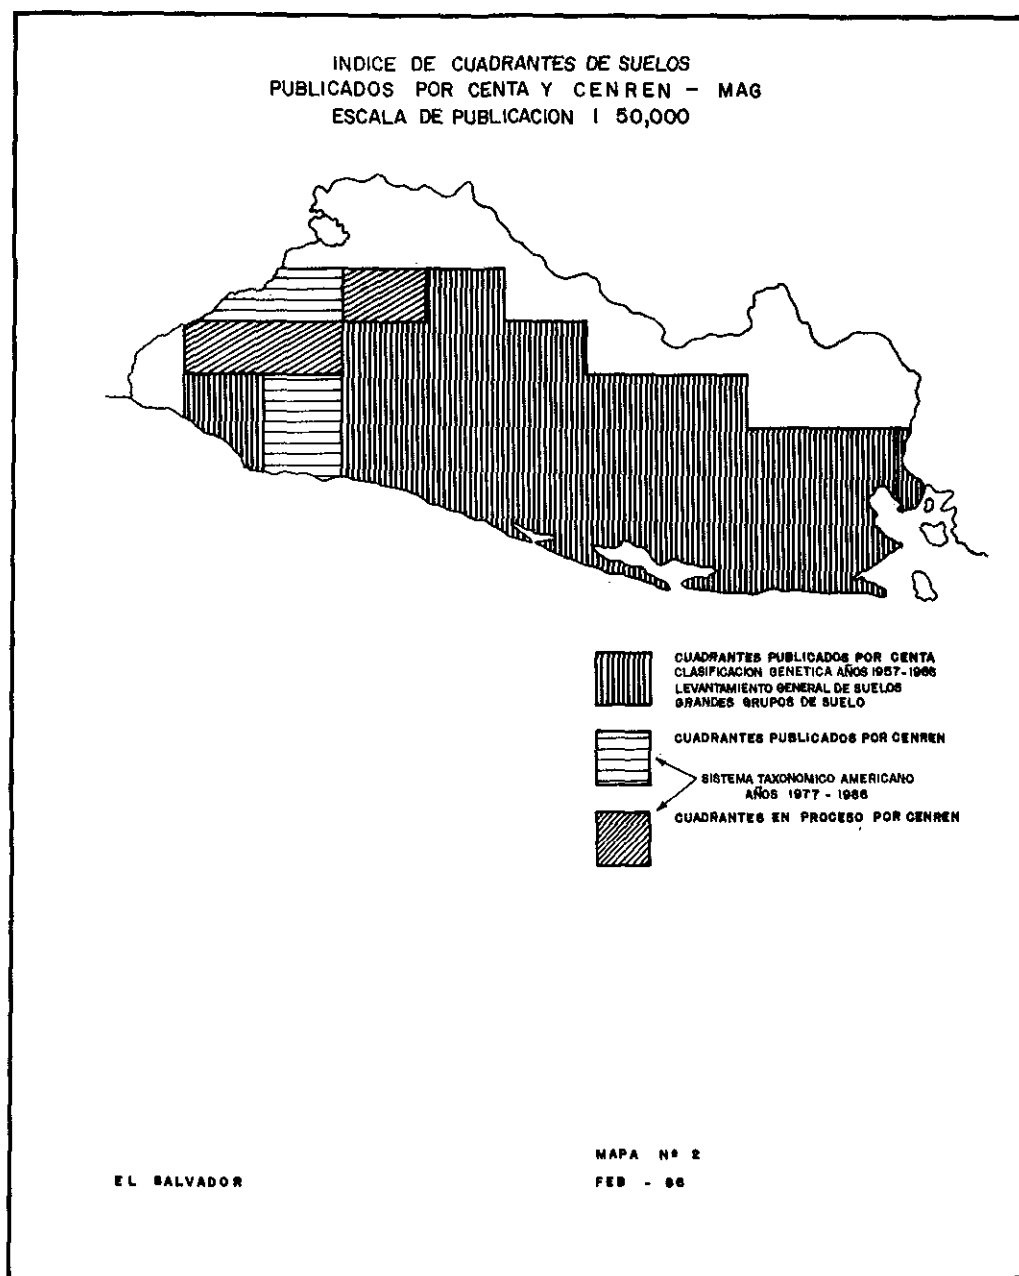 INDICE DE CUADRANTES DE SUELOS
PUBLICADOS POR CENTA Y CENREN - MAG
ESCALA DE PUBLICACION 1 50,000
CUADRANTES PUBLICADOS POR CENTA
CLASIFICACION GENETICA AÑOS 1957-1966
LEVANTAMIENTO GENERAL DE SUELOS
GRANDES GRUPOS DE SUELO
CUADRANTES PUBLICADOS POR CENREN
SISTEMA TAXONOMICO AMERICANO
AÑOS 1977 - 1986
CUADRANTES EN PROCESO POR CENREN
MAPA Nº 2
EL SALVADOR
FEB - 86